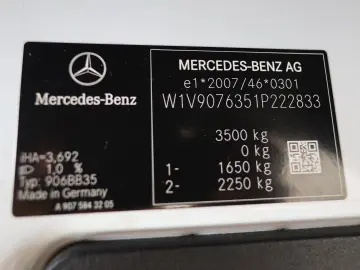 Mercedes-Benz
MERCEDES-BENZ AG
e1*2007/46*0301
W1V9076351P222833
3500 kg
0 kg
1- 1650 kg
2- 2250 kg
iHA=3,692
1.0 %
Typ: 906BB35
Made in Germany
A 907 584 32 05